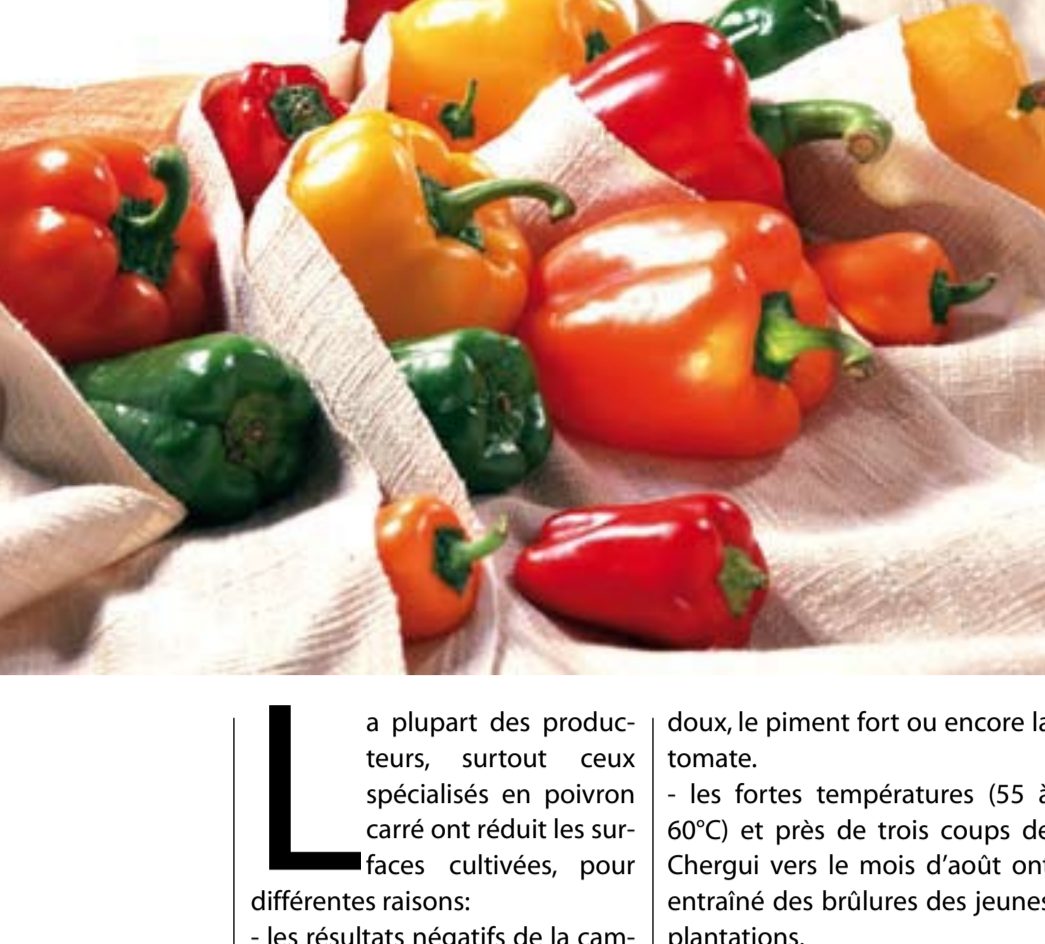 La plupart des produc-
teurs, surtout ceux
spécialisés en poivron
carré ont réduit les sur-
faces cultivées, pour
différentes raisons:
- les résultats négatifs de la cam-
doux, le piment fort ou encore la
tomate.
- les fortes températures (55 à
60°C) et près de trois coups de
Chergui vers le mois d'août ont
entraîné des brûlures des jeunes
plantations.